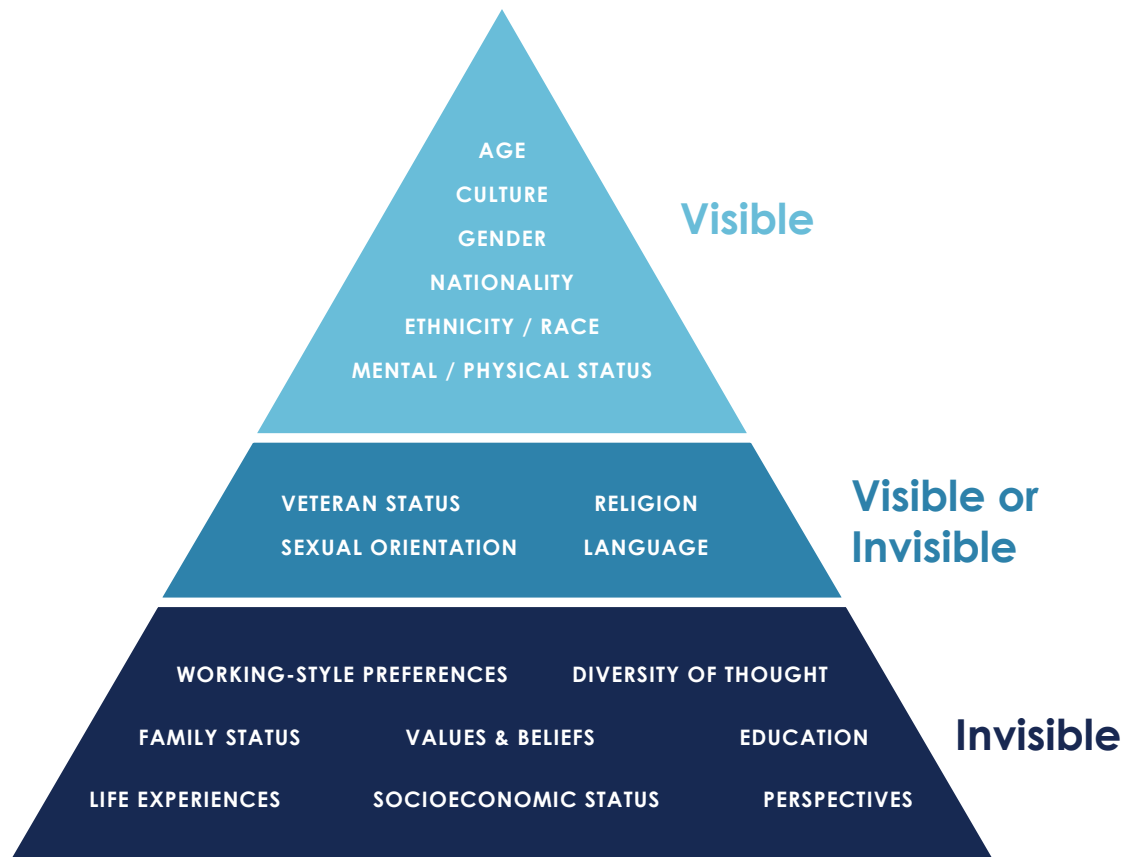 AGE
CULTURE
GENDER
NATIONALITY
ETHNICITY / RACE
MENTAL / PHYSICAL STATUS
Visible
VETERAN STATUS
RELIGION
SEXUAL ORIENTATION
LANGUAGE
Visible or
Invisible
WORKING-STYLE PREFERENCES
DIVERSITY OF THOUGHT
FAMILY STATUS
VALUES & BELIEFS
EDUCATION
LIFE EXPERIENCES
SOCIOECONOMIC STATUS
PERSPECTIVES
Invisible